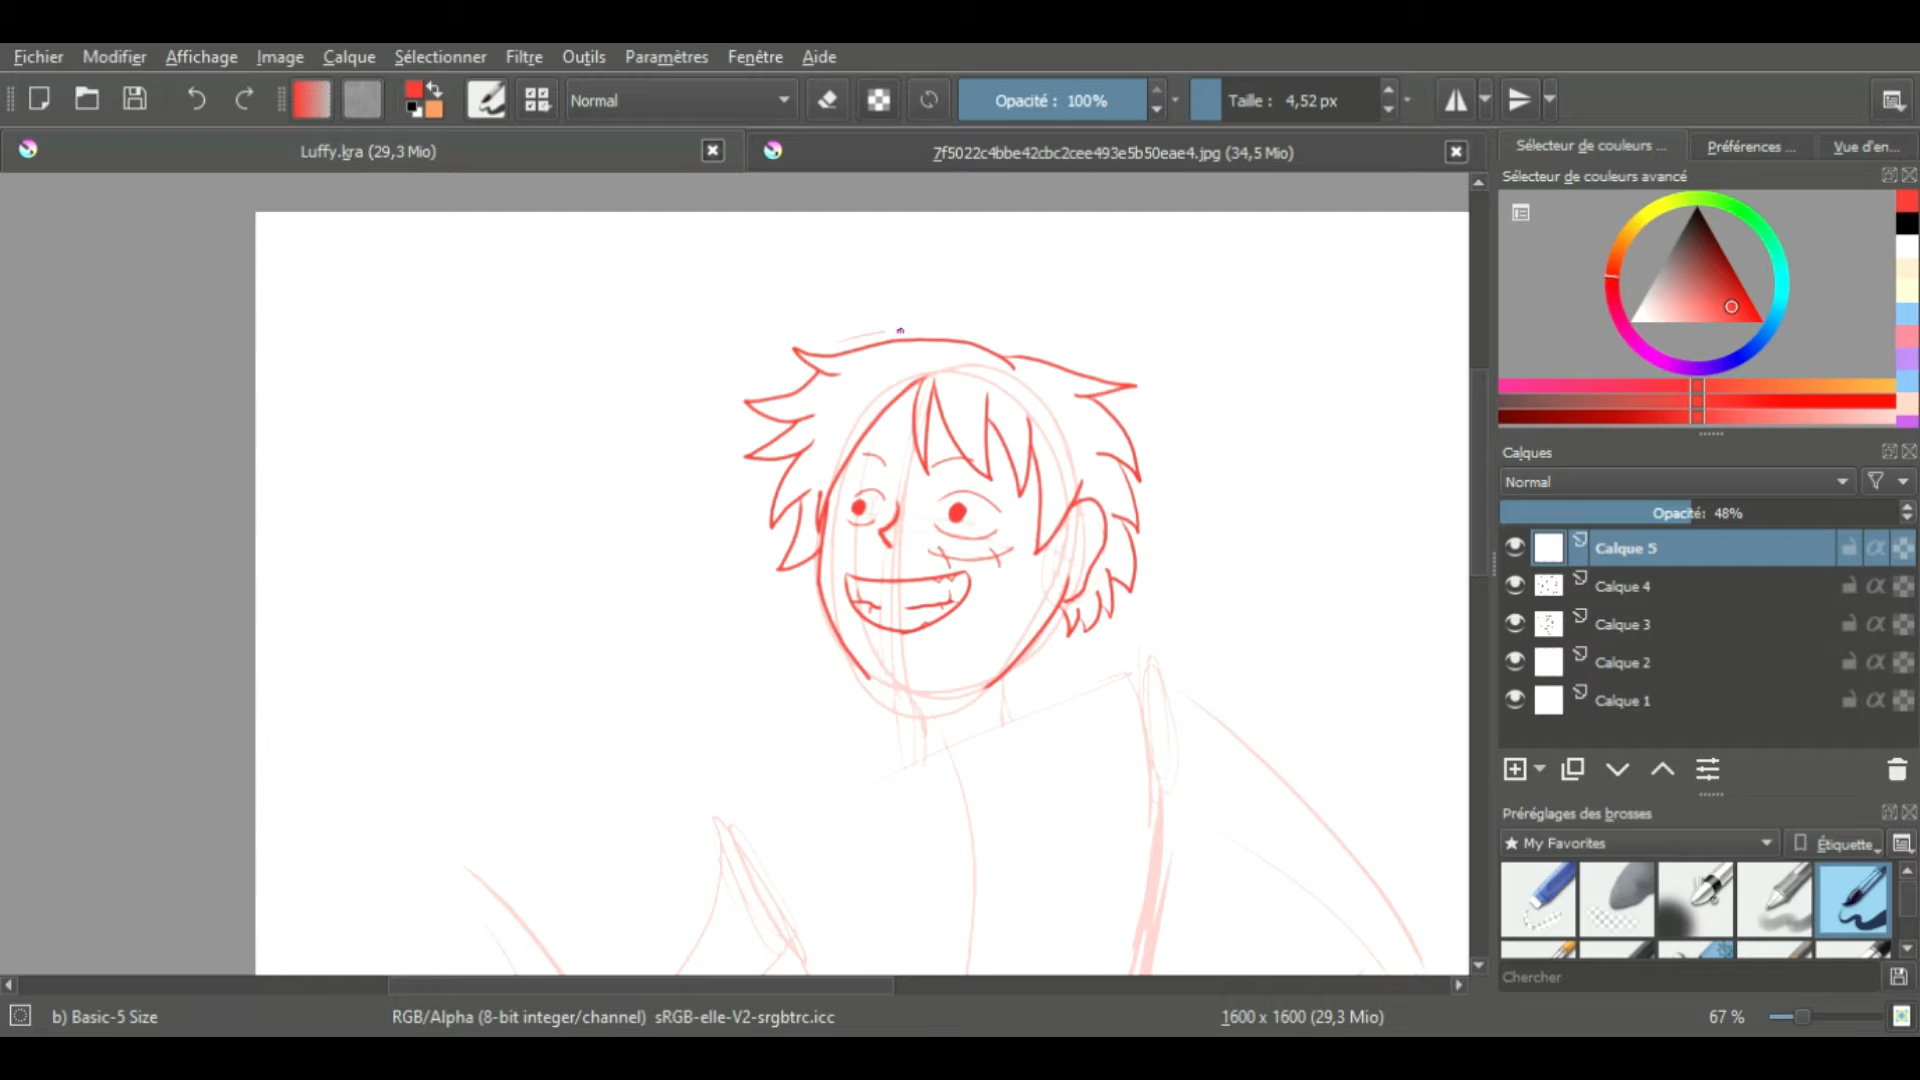 Fichier Modifier Affichage Image Calque Sélectionner Filtre Outils Paramètres Fenêtre Aide
Normal Opacité : 100% Taille : 4,52 px
Luffy.kra (29,3 Mio) 7f5022c4bbe42cbc2cee493e5b50eae4.jpg (34,5 Mio)
Sélecteur de couleurs ... Préférences ... Vue d'en...
Sélecteur de couleurs avancé
Calques
Normal
Opacité: 48%
Calque 5
Calque 4
Calque 3
Calque 2
Calque 1
Préréglages des brosses
My Favorites Étiquette
Chercher
b) Basic-5 Size RGB/Alpha (8-bit integer/channel) sRGB-elle-V2-srgbtrc.icc 1600 x 1600 (29,3 Mio) 67 %